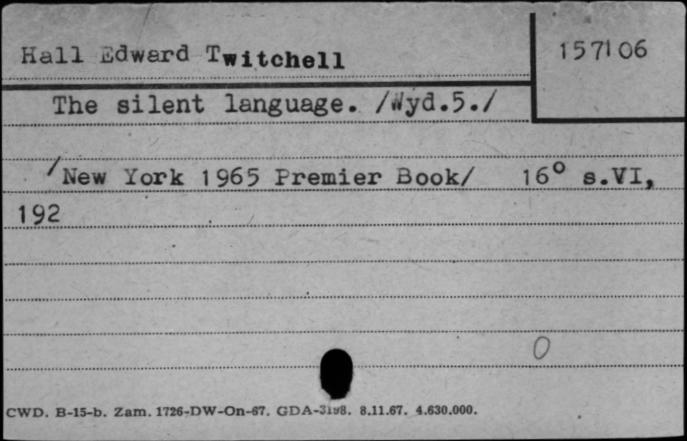 Hall Edward Twitchell
157106
The silent language. /Wyd.5./
/New York 1965 Premier Book/ 16° s.VI,
192
0
CWD. B-15-b. Zam. 1726-DW-On-67. GDA-3198. 8.11.67. 4.630.000.